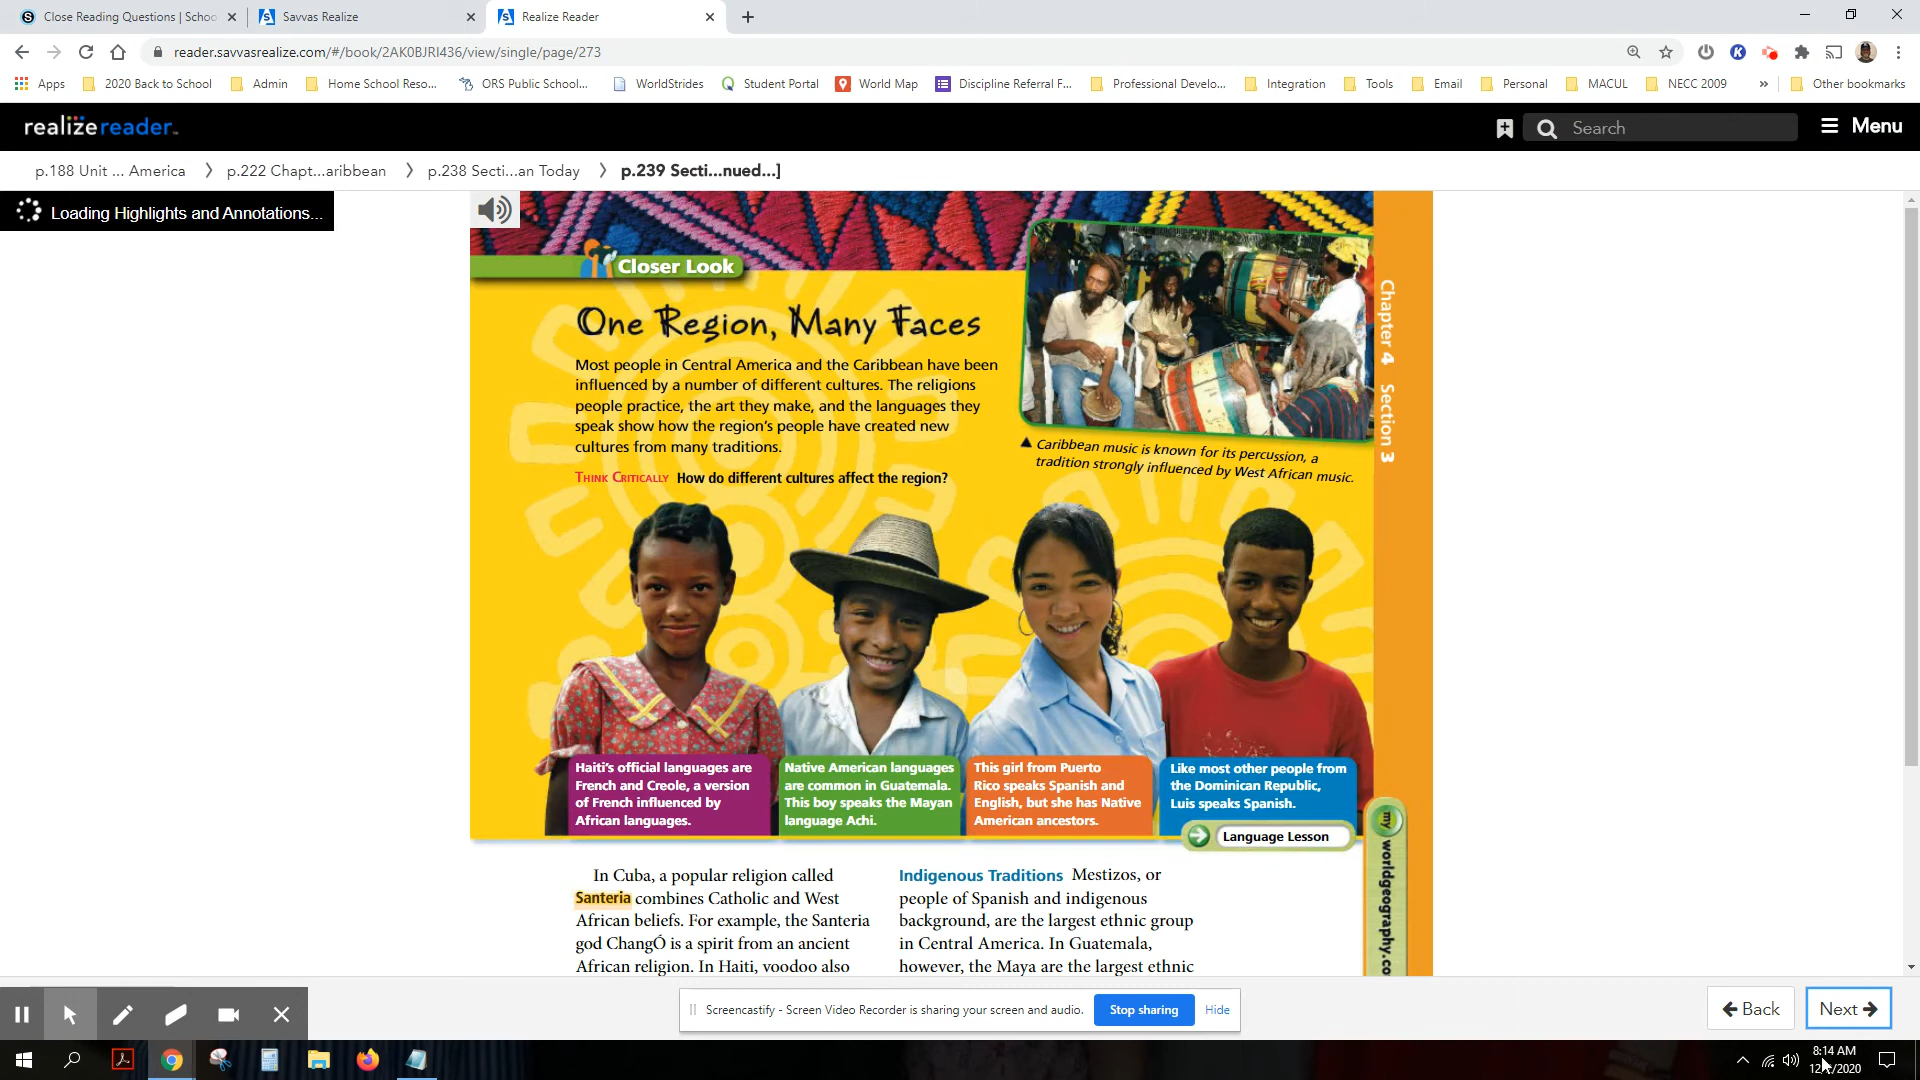 Close Reading Questions | Schoo
Savvas Realize
Realize Reader
reader.savvasrealize.com/#/book/2AK0BJRI436/view/single/page/273
Apps
2020 Back to School
Admin
Home School Reso...
ORS Public School...
WorldStrides
Student Portal
World Map
Discipline Referral F...
Professional Develo...
Integration
Tools
Email
Personal
MACUL
NECC 2009
»
Other bookmarks
realizereader
Search
Menu
p.188 Unit ... America
p.222 Chapt...aribbean
p.238 Secti...an Today
p.239 Secti...nued...]
Loading Highlights and Annotations...
Closer Look
One Region, Many Faces
Most people in Central America and the Caribbean have been
influenced by a number of different cultures. The religions
people practice, the art they make, and the languages they
speak show how the region's people have created new
cultures from many traditions.
THINK CRITICALLY How do different cultures affect the region?
▲ Caribbean music is known for its percussion, a
tradition strongly influenced by West African music.
Chapter 4 Section 3
Haiti's official languages are
French and Creole, a version
of French influenced by
African languages.
Native American languages
are common in Guatemala.
This boy speaks the Mayan
language Achi.
This girl from Puerto
Rico speaks Spanish and
English, but she has Native
American ancestors.
Like most other people from
the Dominican Republic,
Luis speaks Spanish.
Language Lesson
my worldgeography.co
In Cuba, a popular religion called
Santeria combines Catholic and West
African beliefs. For example, the Santeria
god ChangÓ is a spirit from an ancient
African religion. In Haiti, voodoo also
Indigenous Traditions Mestizos, or
people of Spanish and indigenous
background, are the largest ethnic group
in Central America. In Guatemala,
however, the Maya are the largest ethnic
Screencastify - Screen Video Recorder is sharing your screen and audio.
Stop sharing
Hide
Back
Next
8:14 AM